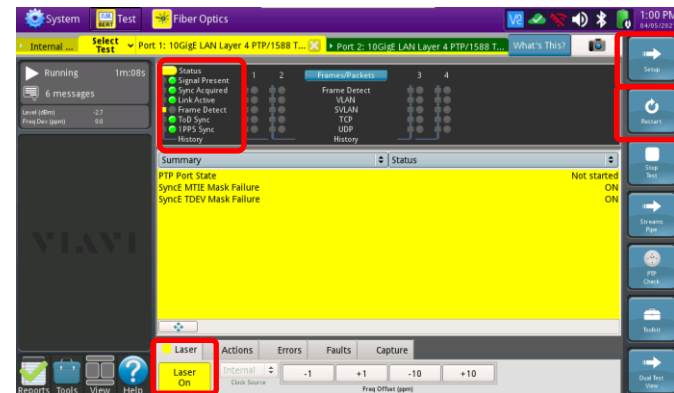 System
Test
Fiber Optics
V2
1:00 PM
04/05/2021
Internal ...
Select Test
Port 1: 10GigE LAN Layer 4 PTP/1588 T...
Port 2: 10GigE LAN Layer 4 PTP/1588 T...
What's This?
Setup
Running
1m:08s
6 messages
Level (dBm) -2.7
Freq Dev (ppm) 0.0
Status
Signal Present
Sync Acquired
Link Active
Frame Detect
ToD Sync
1PPS Sync
History
1 2
Frames/Packets
3 4
Frame Detect
VLAN
SVLAN
TCP
UDP
History
Restart
Summary
Status
PTP Port State Not started
SyncE MTIE Mask Failure ON
SyncE TDEV Mask Failure ON
VIAVI
Stop
Test
Streams
Pipe
PTP
Check
Toolkit
Dual Test
View
Laser
Actions
Errors
Faults
Capture
Laser
On
Internal
Clock Source
-1
+1
-10
+10
Freq Offset (ppm)
Reports
Tools
View
Help